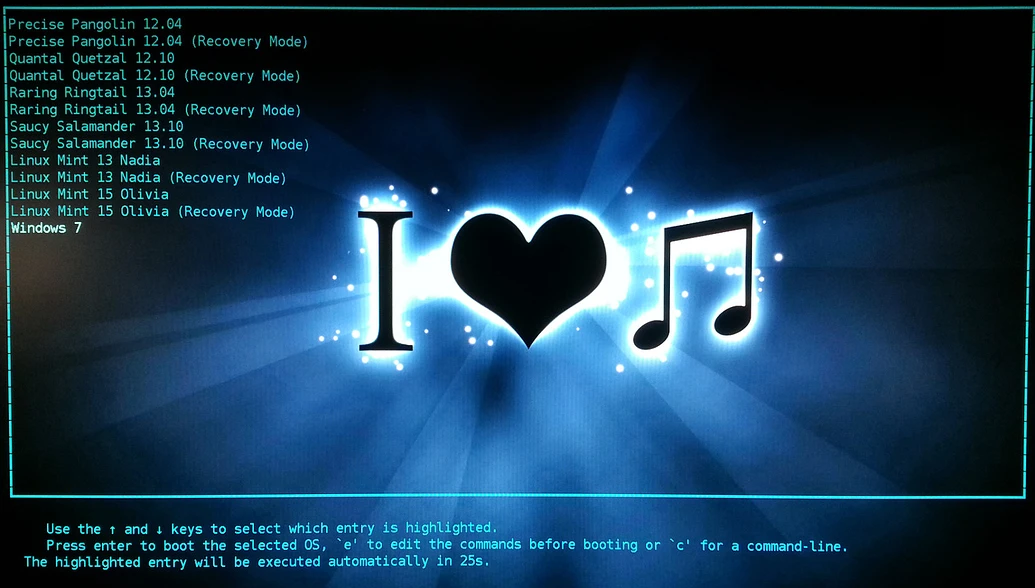 Precise Pangolin 12.04
Precise Pangolin 12.04 (Recovery Mode)
Quantal Quetzal 12.10
Quantal Quetzal 12.10 (Recovery Mode)
Raring Ringtail 13.04
Raring Ringtail 13.04 (Recovery Mode)
Saucy Salamander 13.10
Saucy Salamander 13.10 (Recovery Mode)
Linux Mint 13 Nadia
Linux Mint 13 Nadia (Recovery Mode)
Linux Mint 15 Olivia
Linux Mint 15 Olivia (Recovery Mode)
Windows 7
I
Use the ↑ and ↓ keys to select which entry is highlighted.
Press enter to boot the selected OS, `e' to edit the commands before booting or `c' for a command-line.
The highlighted entry will be executed automatically in 25s.